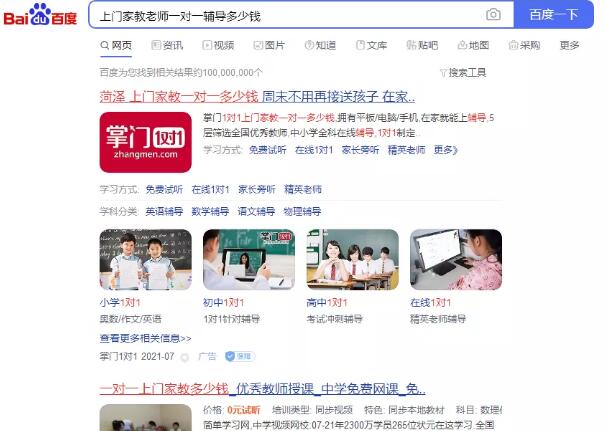 Bai du 百度
上门家教老师一对一辅导多少钱
百度一下
网页 资讯 视频 图片 知道 文库 贴吧 地图 采购 更多
百度为您找到相关结果约100,000,000个 搜索工具
菏泽 上门家教一对一多少钱 周末不用再接送孩子 在家..
掌门1对1上门家教一对一多少钱,拥有平板/电脑/手机,在家就能上辅导,5
层筛选全国优秀教师,中小学全科在线辅导,1对1制定..
学习方式: 免费试听 在线1对1 家长旁听 精英老师 更多》
掌门1对1
zhangmen.com
学习方式: 免费试听 在线1对1 家长旁听 精英老师
学科分类: 英语辅导 数学辅导 语文辅导 物理辅导
掌门1对1
小学1对1 初中1对1 高中1对1 在线1对1
奥数/作文/英语 1对1针对辅导 考试冲刺辅导 精英老师辅导
查看更多相关信息>>
掌门1对1 2021-07 广告 保障
一对一上门家教多少钱_优秀教师授课_中学免费网课_免..
价格: 0元试听 培训类型: 同步视频 特色: 同步本地教材 科目: 数理化
简单学习网,中学视频网校.07-21年2300万学员265位状元在这学习.全国